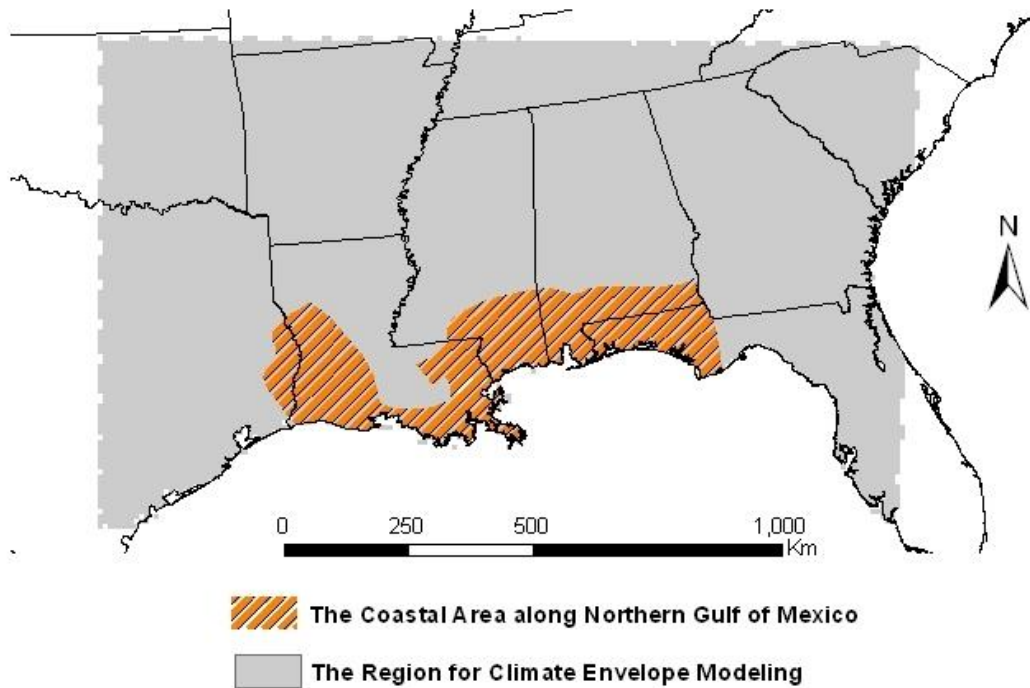 N
0 250 500 1,000
Km
The Coastal Area along Northern Gulf of Mexico
The Region for Climate Envelope Modeling